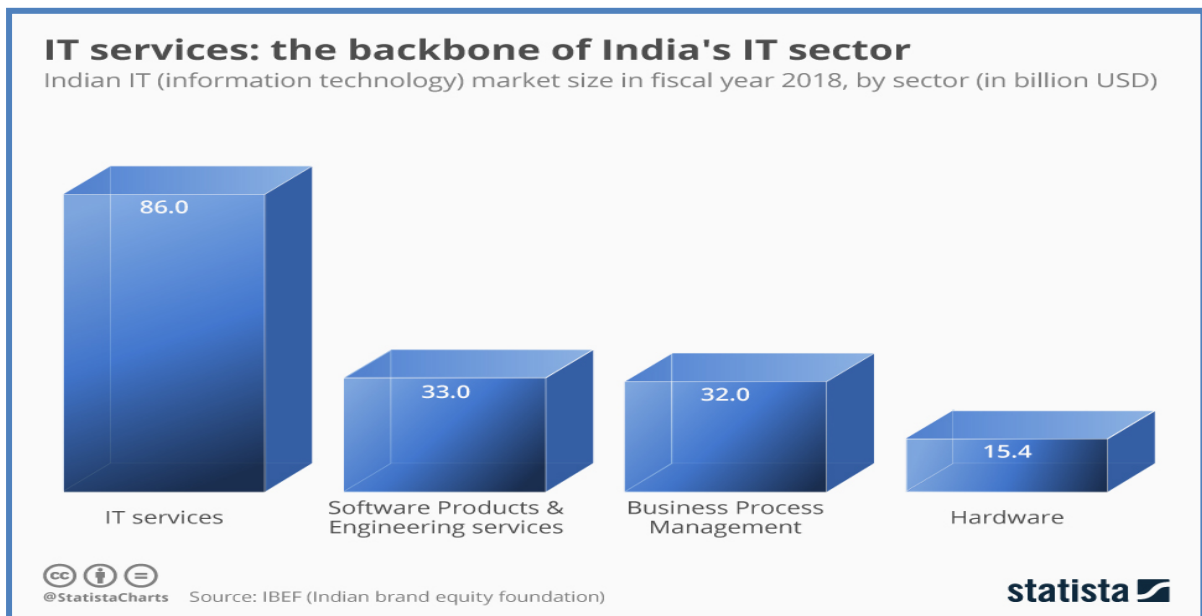 IT services: the backbone of India's IT sector
Indian IT (information technology) market size in fiscal year 2018, by sector (in billion USD)
86.0
33.0
32.0
15.4
IT services
Software Products &
Engineering services
Business Process
Management
Hardware
cc
@StatistaCharts Source: IBEF (Indian brand equity foundation)
statista